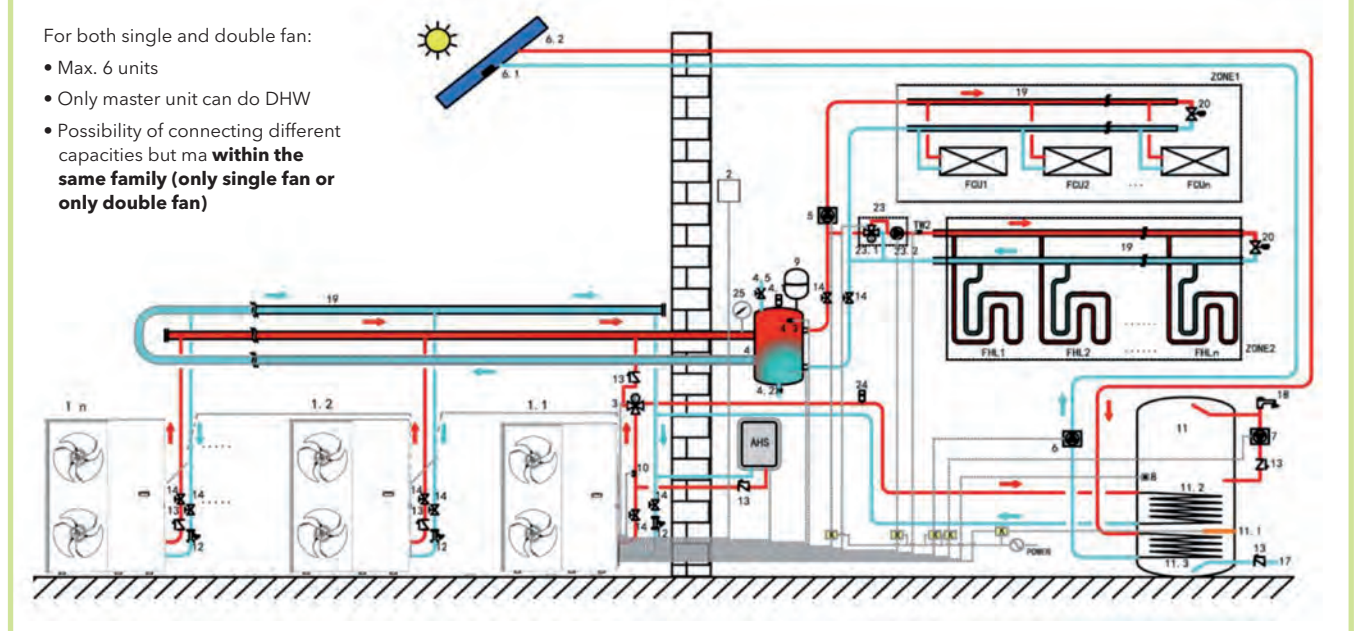 For both single and double fan:
• Max. 6 units
• Only master unit can do DHW
• Possibility of connecting different
capacities but ma within the
same family (only single fan or
only double fan)
6.2
6.1
ZONE1
19
20
FCU1
FCU2
...
FCUn
2
5
23
TW2
23.1
23.2
19
20
FHL1
FHL2
......
FHLn
ZONE2
9
4.5
14
14
25
19
4
4.2
13
3
24
1 n
1.2
1.1
10
AHS
13
14
14
13
12
14
14
13
12
14
14
12
6
11
18
7
13
8
11.2
11.1
11.3
13
17
K
K
K
K
K
POWER